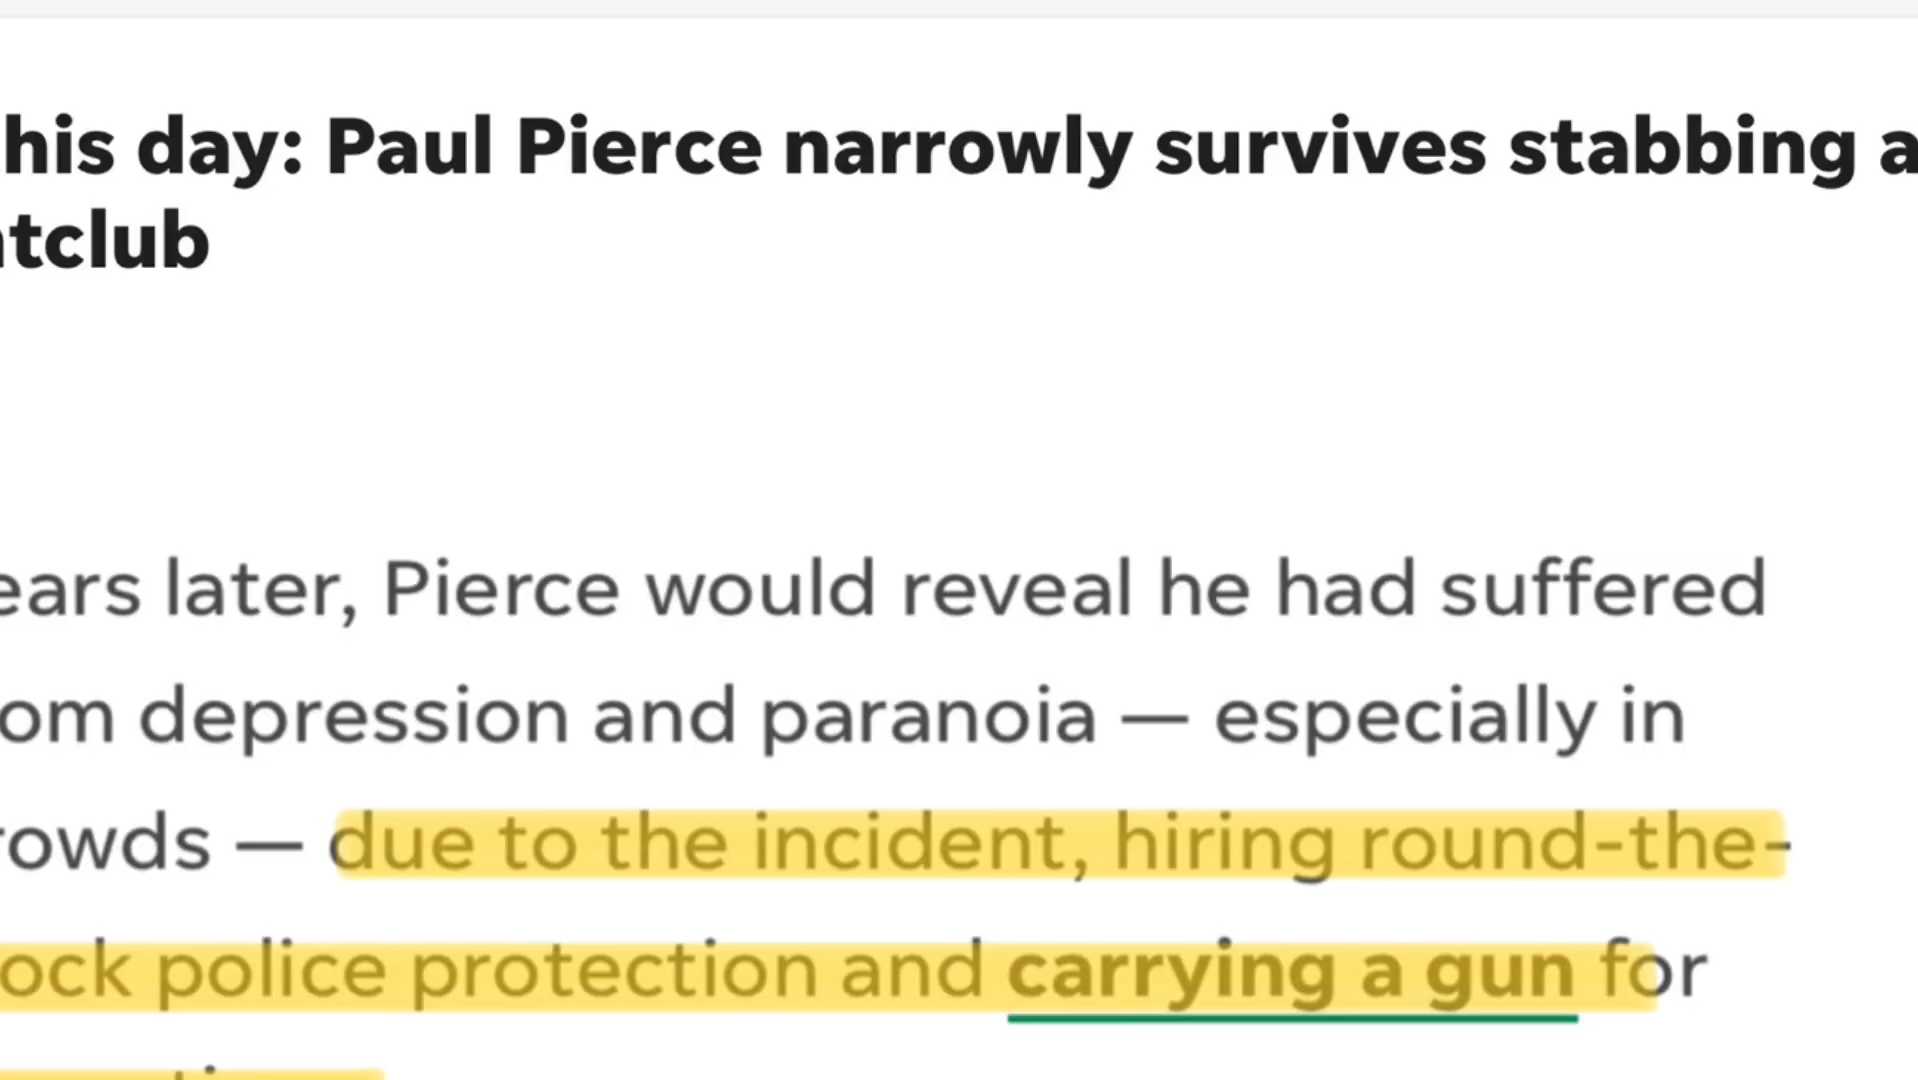 his day: Paul Pierce narrowly survives stabbing a
tclub
ears later, Pierce would reveal he had suffered
om depression and paranoia — especially in
rowds — due to the incident, hiring round-the-
ock police protection and carrying a gun for